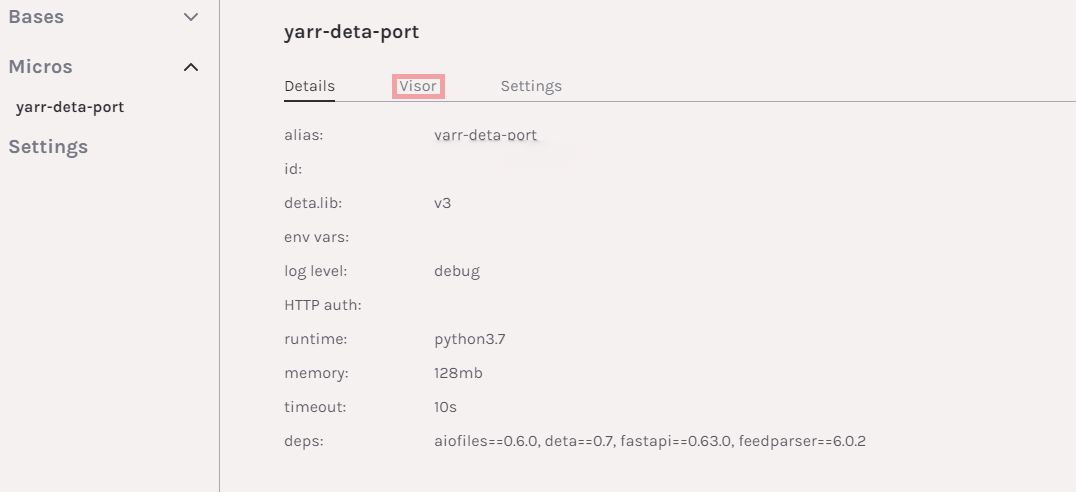 Bases
Micros
yarr-deta-port
Settings
yarr-deta-port
Details Visor Settings
alias: yarr-deta-port
id:
deta.lib: v3
env vars:
log level: debug
HTTP auth:
runtime: python3.7
memory: 128mb
timeout: 10s
deps: aiofiles==0.6.0, deta==0.7, fastapi==0.63.0, feedparser==6.0.2